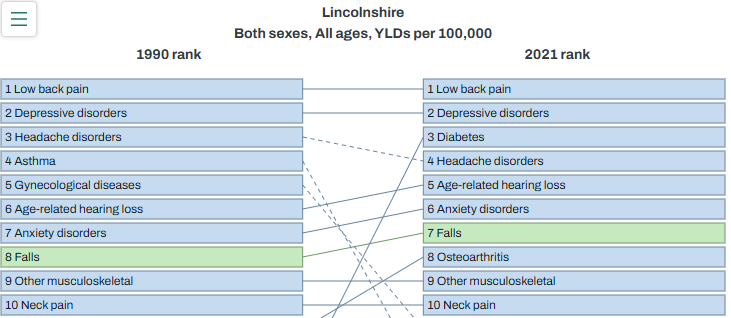 Lincolnshire
Both sexes, All ages, YLDs per 100,000
1990 rank
2021 rank
1 Low back pain
2 Depressive disorders
3 Headache disorders
4 Asthma
5 Gynecological diseases
6 Age-related hearing loss
7 Anxiety disorders
8 Falls
9 Other musculoskeletal
10 Neck pain
1 Low back pain
2 Depressive disorders
3 Diabetes
4 Headache disorders
5 Age-related hearing loss
6 Anxiety disorders
7 Falls
8 Osteoarthritis
9 Other musculoskeletal
10 Neck pain